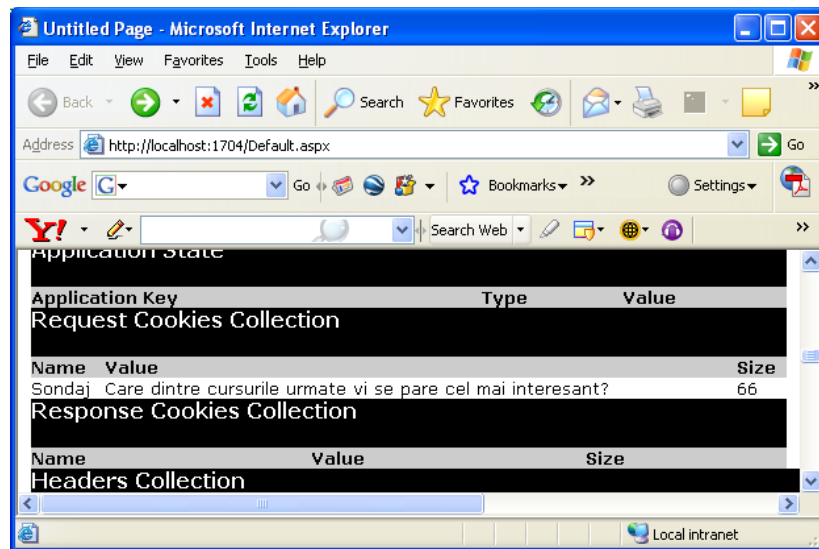 Untitled Page - Microsoft Internet Explorer
File Edit View Favorites Tools Help
Back Search Favorites »
Address http://localhost:1704/Default.aspx Go
Google G Go Bookmarks » Settings
Y! Search Web »
Application State
Application Key Type Value
Request Cookies Collection
Name Value Size
Sondaj Care dintre cursurile urmate vi se pare cel mai interesant? 66
Response Cookies Collection
Name Value Size
Headers Collection
Local intranet